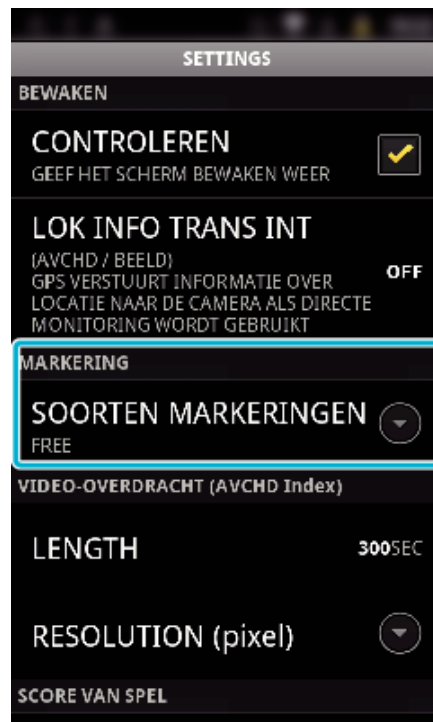 SETTINGS
BEWAKEN
CONTROLEREN
GEEF HET SCHERM BEWAKEN WEER
LOK INFO TRANS INT
(AVCHD / BEELD)
GPS VERSTUURT INFORMATIE OVER
LOCATIE NAAR DE CAMERA ALS DIRECTE
MONITORING WORDT GEBRUIKT
OFF
MARKERING
SOORTEN MARKERINGEN
FREE
VIDEO-OVERDRACHT (AVCHD Index)
LENGTH 300SEC
RESOLUTION (pixel)
SCORE VAN SPEL